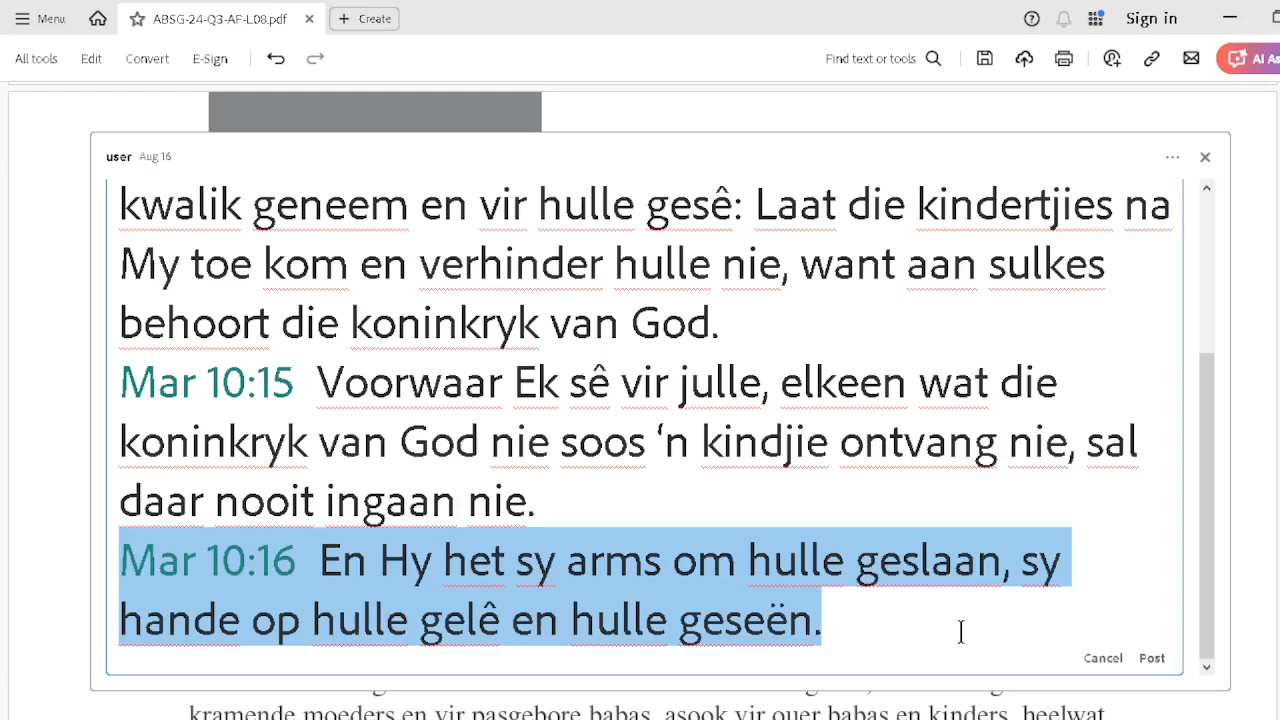 Menu ABSG-24-Q3-AF-L08.pdf Create Sign in
All tools Edit Convert E-Sign Find text or tools
user Aug 16
kwalik geneem en vir hulle gesê: Laat die kindertjies na
My toe kom en verhinder hulle nie, want aan sulkes
behoort die koninkryk van God.
Mar 10:15 Voorwaar Ek sê vir julle, elkeen wat die
koninkryk van God nie soos ‘n kindjie ontvang nie, sal
daar nooit ingaan nie.
Mar 10:16 En Hy het sy arms om hulle geslaan, sy
hande op hulle gelê en hulle geseën.
Cancel Post
kramende moeders en vir pasgebore babas, asook vir ouer babas en kinders, heelwat